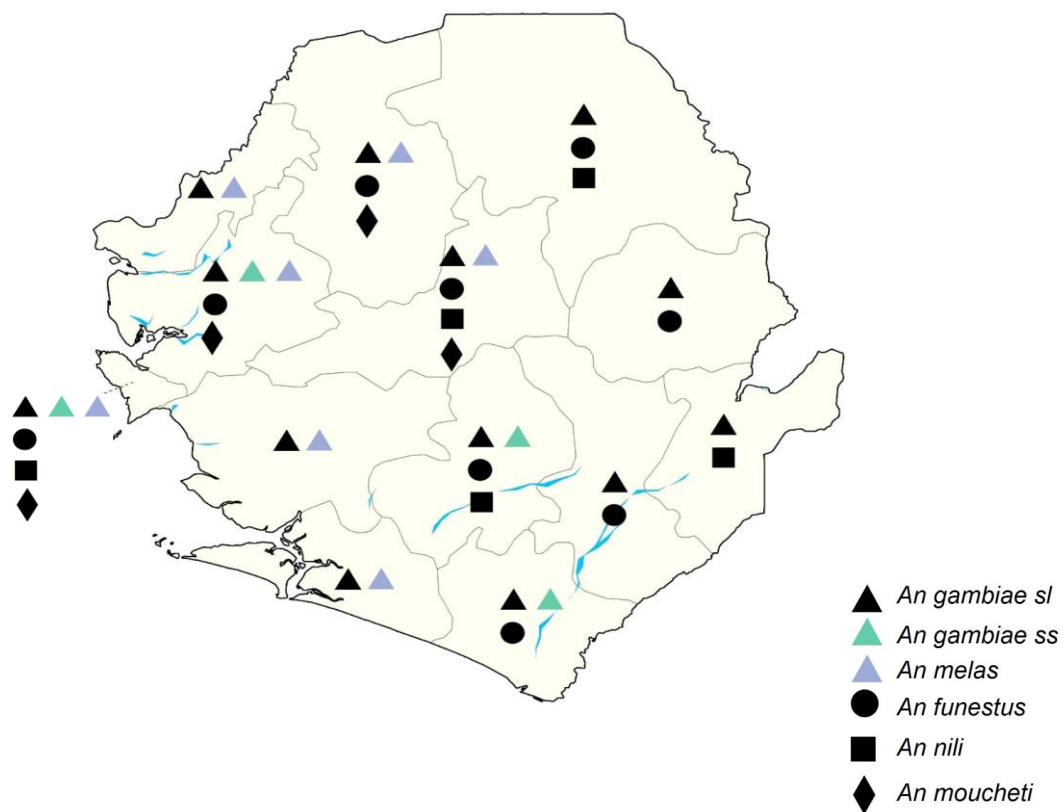 An gambiae sl
An gambiae ss
An melas
An funestus
An nili
An moucheti